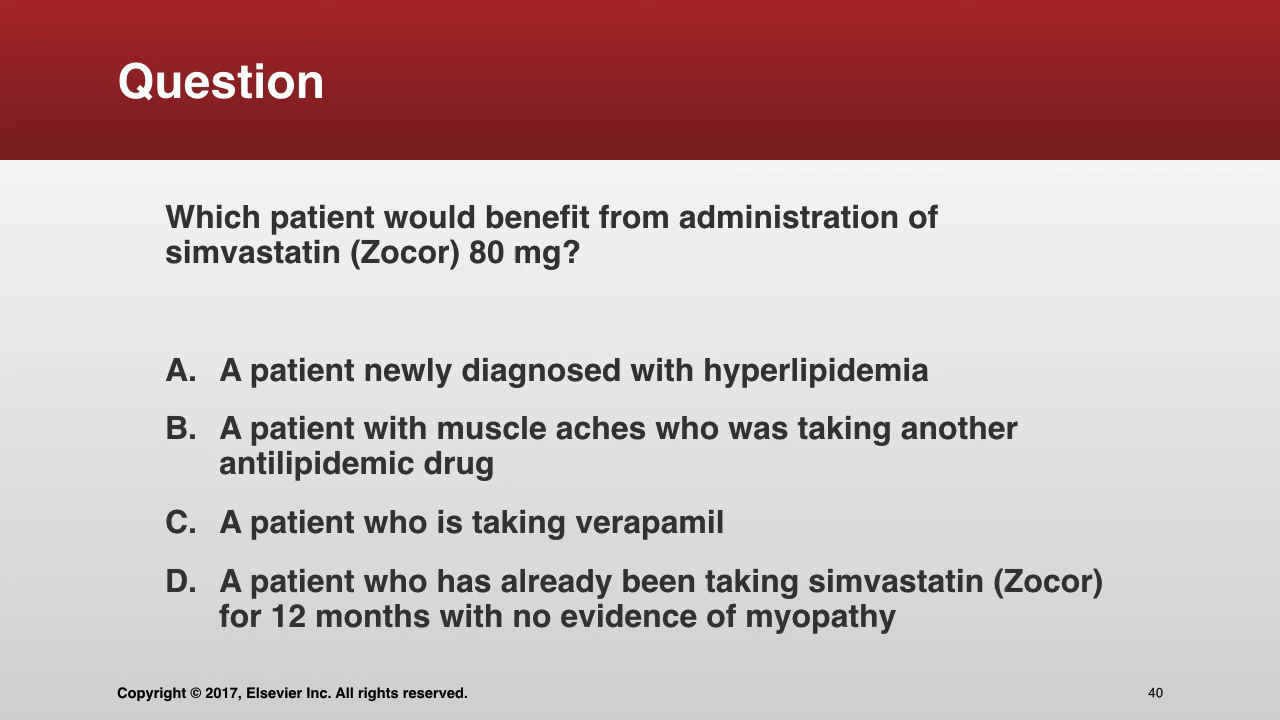 Question
Which patient would benefit from administration of
simvastatin (Zocor) 80 mg?
A. A patient newly diagnosed with hyperlipidemia
B. A patient with muscle aches who was taking another
antilipidemic drug
C. A patient who is taking verapamil
D. A patient who has already been taking simvastatin (Zocor)
for 12 months with no evidence of myopathy
Copyright © 2017, Elsevier Inc. All rights reserved. 40